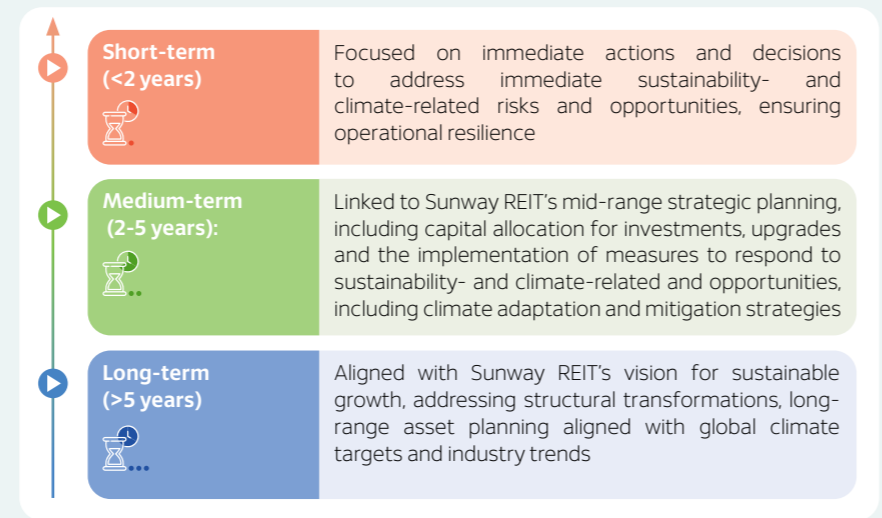 Short-term
(<2 years)
Focused on immediate actions and decisions
to address immediate sustainability- and
climate-related risks and opportunities, ensuring
operational resilience
Medium-term
(2-5 years):
Linked to Sunway REIT's mid-range strategic planning,
including capital allocation for investments, upgrades
and the implementation of measures to respond to
sustainability- and climate-related and opportunities,
including climate adaptation and mitigation strategies
Long-term
(>5 years)
Aligned with Sunway REIT's vision for sustainable
growth, addressing structural transformations, long-
range asset planning aligned with global climate
targets and industry trends